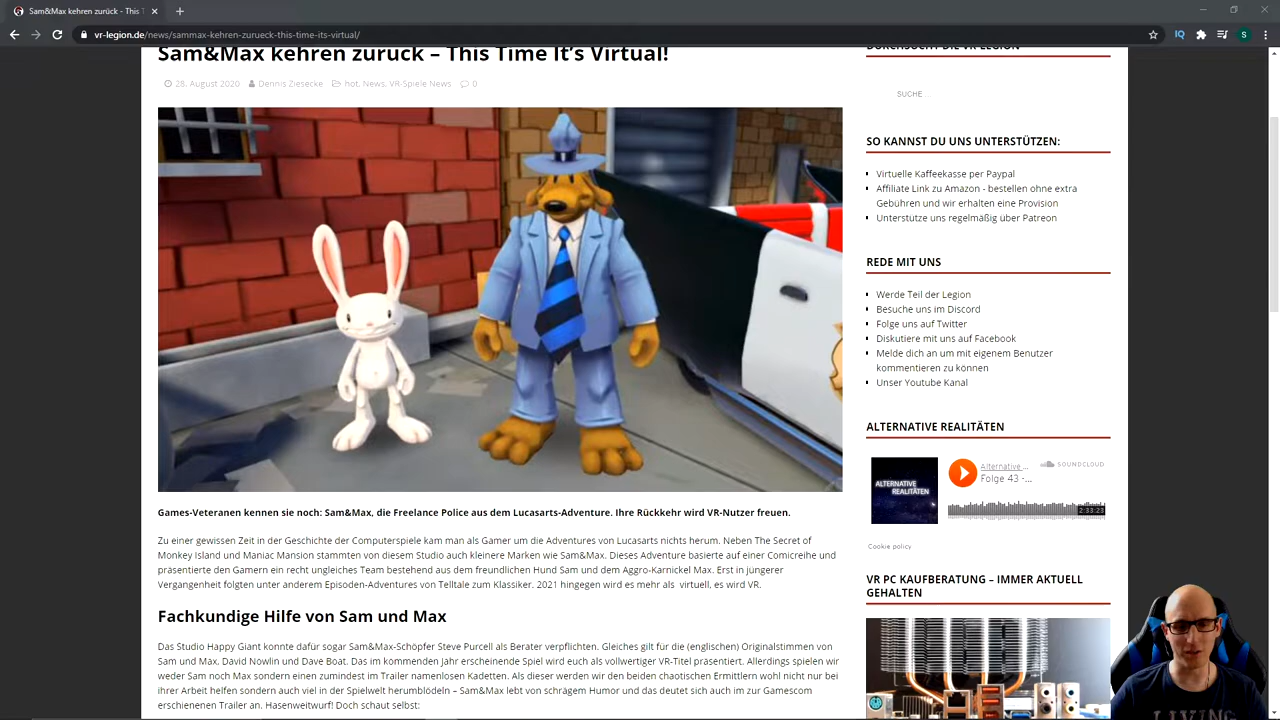 Sam&Max kehren zurueck – This T
vr-legion.de/news/sammax-kehren-zurueck-this-time-its-virtual/
Sam&Max kehren zurück – This Time It's Virtual!
28. August 2020 Dennis Ziesecke hot, News, VR-Spiele News 0
Games-Veteranen kennen sie noch: Sam&Max, die Freelance Police aus dem Lucasarts-Adventure. Ihre Rückkehr wird VR-Nutzer freuen.
Zu einer gewissen Zeit in der Geschichte der Computerspiele kam man als Gamer um die Adventures von Lucasarts nichts herum. Neben The Secret of
Monkey Island und Maniac Mansion stammten von diesem Studio auch kleinere Marken wie Sam&Max. Dieses Adventure basierte auf einer Comicreihe und
präsentierte den Gamern ein recht ungleiches Team bestehend aus dem freundlichen Hund Sam und dem Aggro-Karnickel Max. Erst in jüngerer
Vergangenheit folgten unter anderem Episoden-Adventures von Telltale zum Klassiker. 2021 hingegen wird es mehr als virtuell, es wird VR.
Fachkundige Hilfe von Sam und Max
Das Studio Happy Giant konnte dafür sogar Sam&Max-Schöpfer Steve Purcell als Berater verpflichten. Gleiches gilt für die (englischen) Originalstimmen von
Sam und Max, David Nowlin und Dave Boat. Das im kommenden Jahr erscheinende Spiel wird euch als vollwertiger VR-Titel präsentiert. Allerdings spielen wir
weder Sam noch Max sondern einen zumindest im Trailer namenlosen Kadetten. Als dieser werden wir den beiden chaotischen Ermittlern wohl nicht nur bei
ihrer Arbeit helfen sondern auch viel in der Spielwelt herumblödeln – Sam&Max lebt von schrägem Humor und das deutet sich auch im zur Gamescom
erschienenen Trailer an. Hasenweitwurf! Doch schaut selbst:
DURCHSUCHT DIE VR LEGION
SUCHE ...
SO KANNST DU UNS UNTERSTÜTZEN:
Virtuelle Kaffeekasse per Paypal
Affiliate Link zu Amazon - bestellen ohne extra
Gebühren und wir erhalten eine Provision
Unterstütze uns regelmäßig über Patreon
REDE MIT UNS
Werde Teil der Legion
Besuche uns im Discord
Folge uns auf Twitter
Diskutiere mit uns auf Facebook
Melde dich an um mit eigenem Benutzer
kommentieren zu können
Unser Youtube Kanal
ALTERNATIVE REALITÄTEN
ALTERNATIVE
REALITÄTEN
Alternative ...
SOUNDCLOUD
Folge 43 -...
2:33:23
Cookie policy
VR PC KAUFBERATUNG – IMMER AKTUELL
GEHALTEN
LIVING